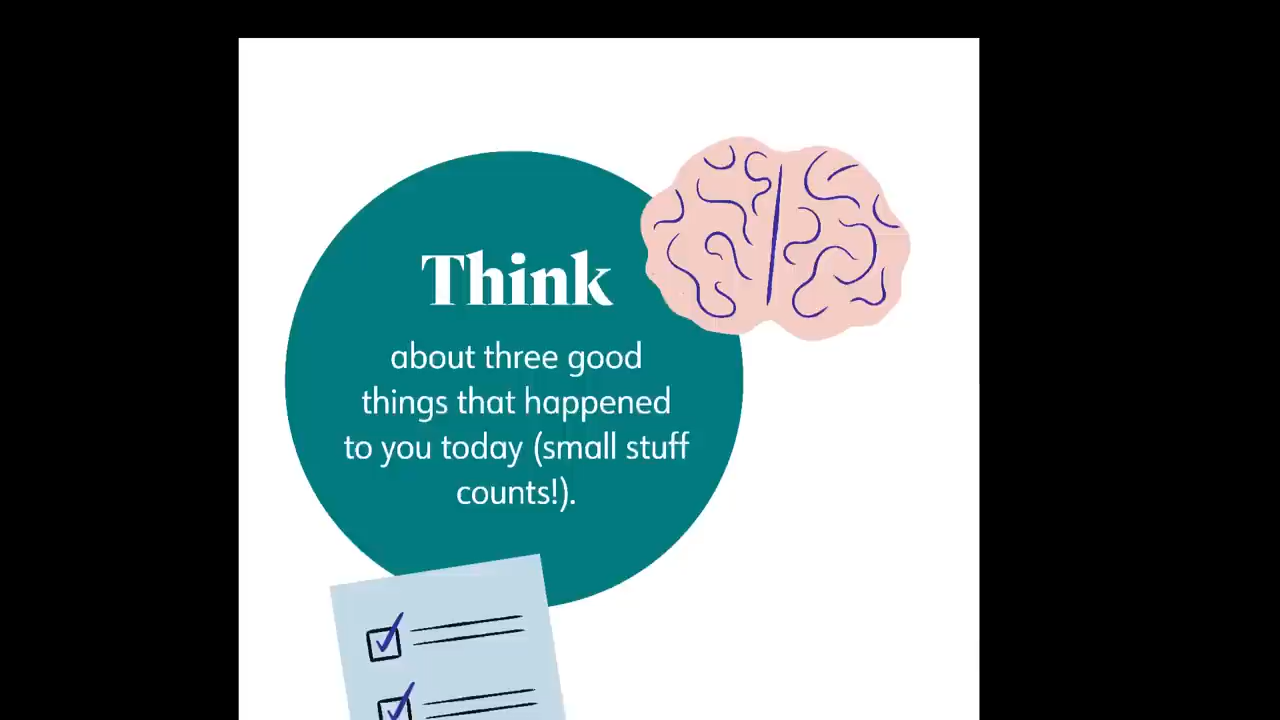 Think
about three good
things that happened
to you today (small stuff
counts!).